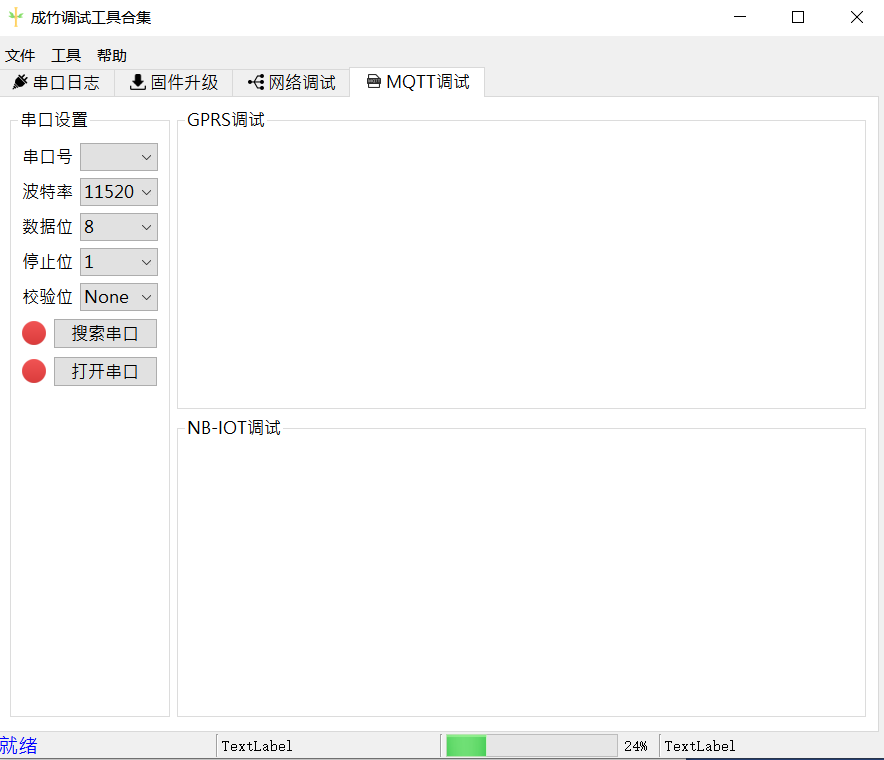 成竹调试工具合集
文件 工具 帮助
串口日志 固件升级 网络调试 MQTT调试
串口设置
串口号
波特率 11520
数据位 8
停止位 1
校验位 None
搜索串口
打开串口
GPRS调试
NB-IOT调试
就绪 TextLabel 24% TextLabel